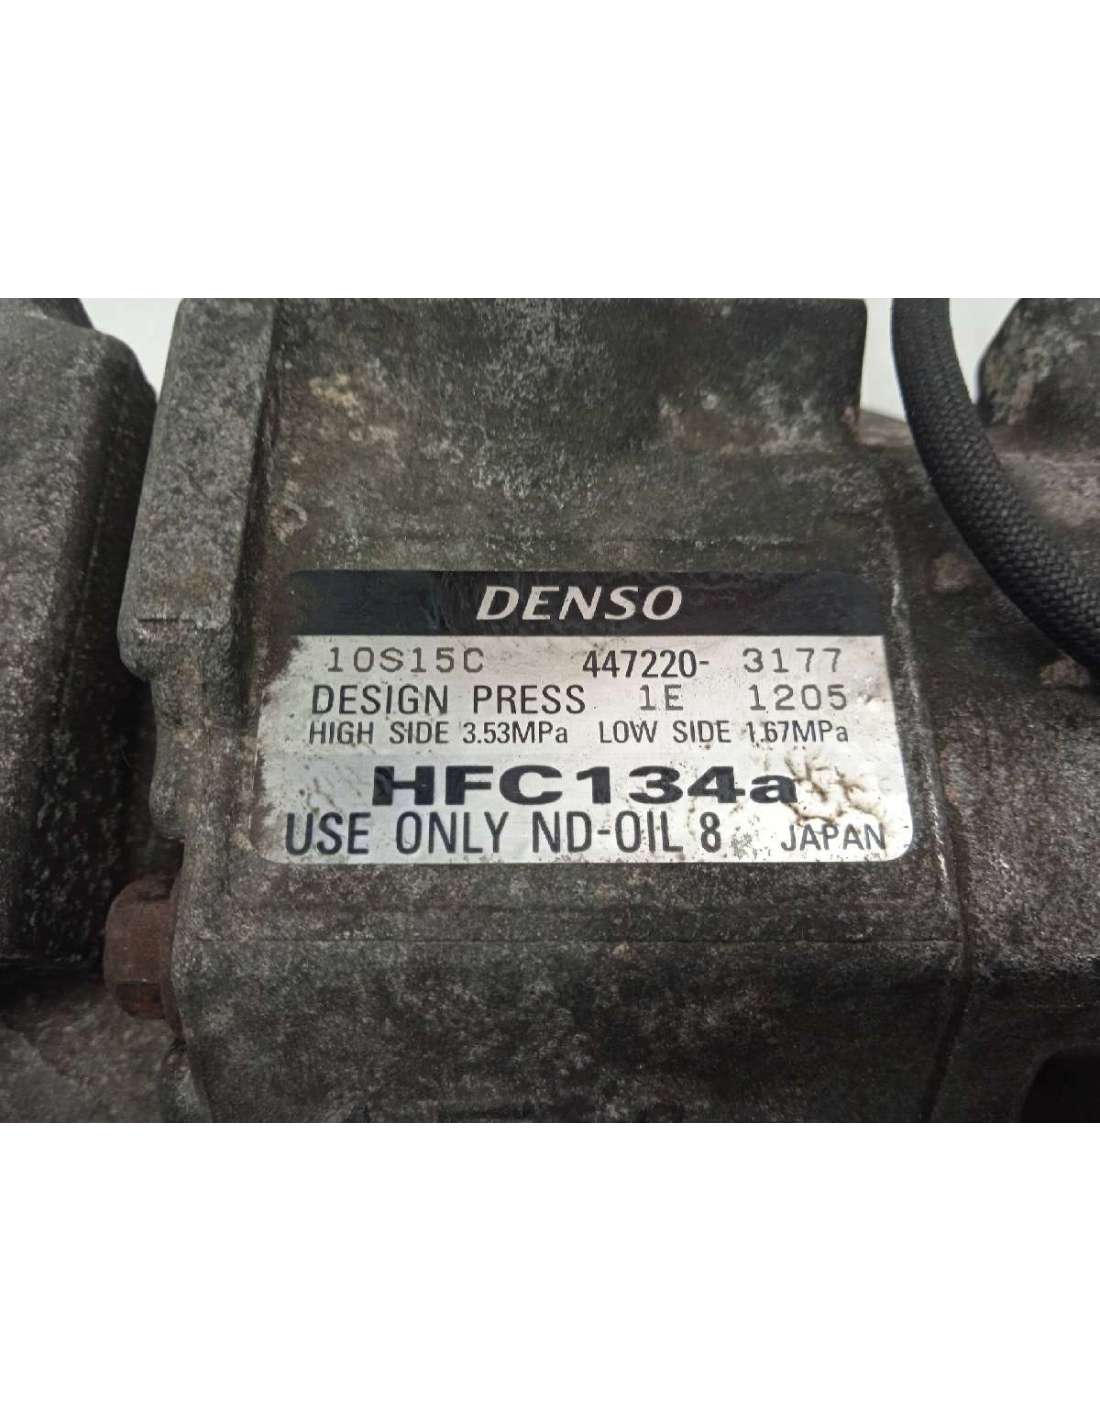 DENSO
10S15C 447220- 3177
DESIGN PRESS 1E 1205
HIGH SIDE 3.53MPa LOW SIDE 1.67MPa
HFC134a
USE ONLY ND-OIL 8 JAPAN